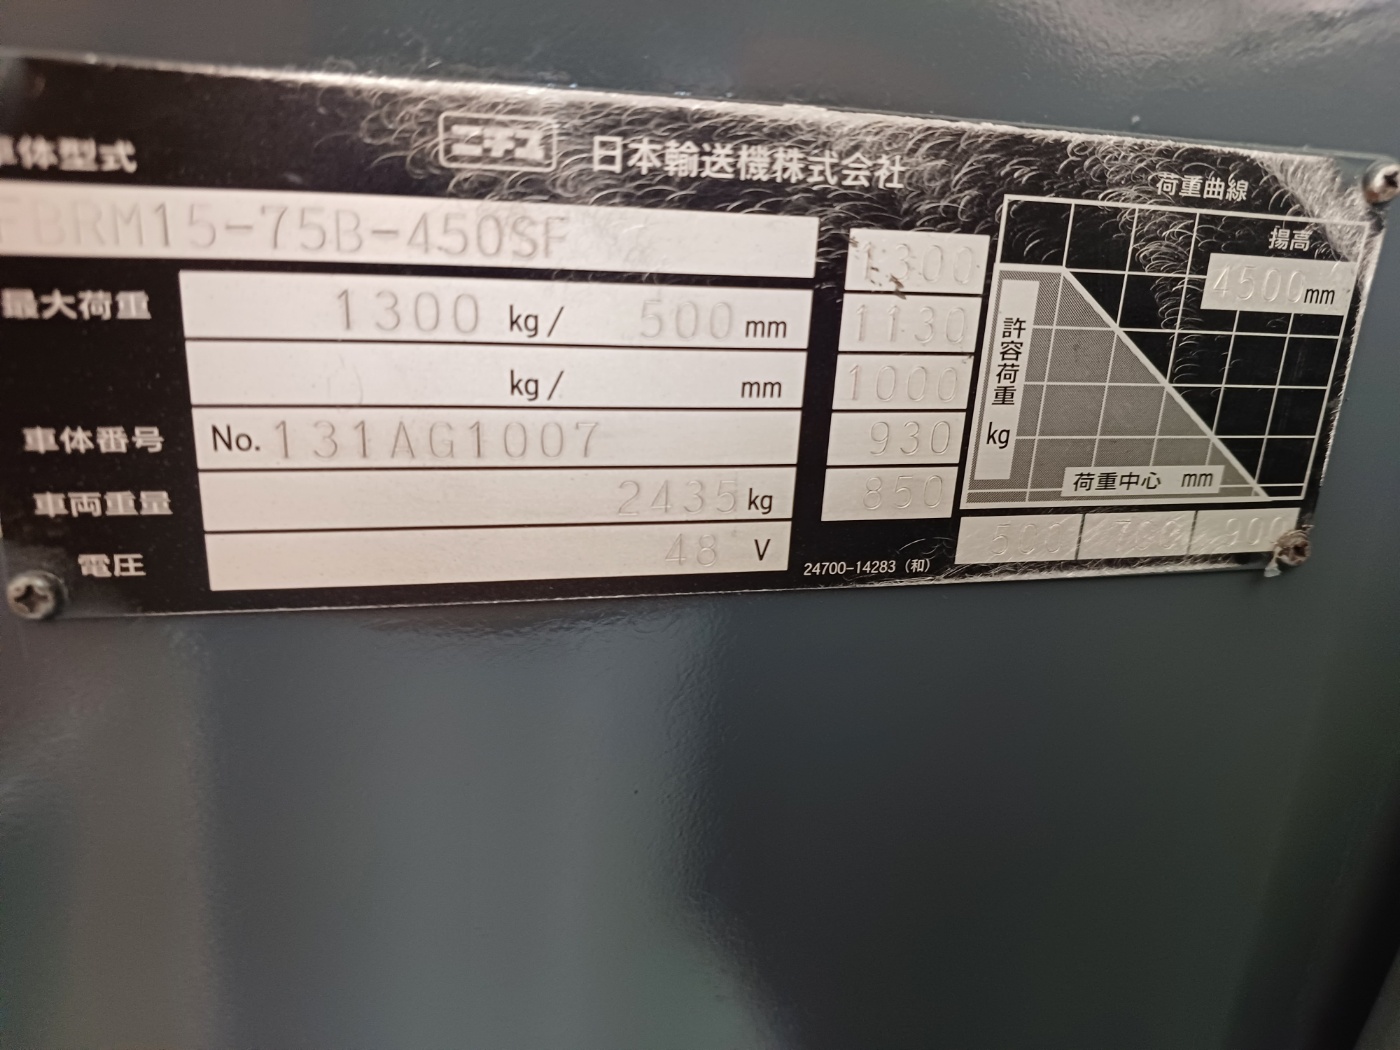 車体型式
ニチユ 日本輸送機株式会社
FBRM15-75B-450SF
最大荷重 1300 kg/ 500 mm
kg/ mm
車体番号 No. 131AG1007
車両重量 2435 kg
電圧 48 V
1300
1130
1000
930
850
荷重曲線
揚高
4500mm
許容荷重 kg
荷重中心 mm
500 700 900
24700-14283 (和)